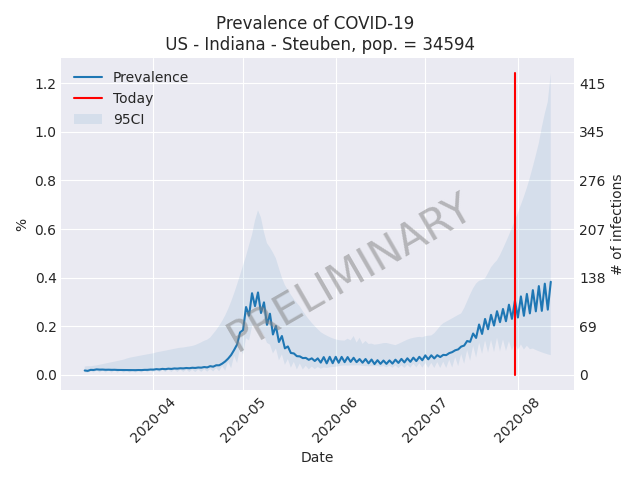 Prevalence of COVID-19
US - Indiana - Steuben, pop. = 34594
Prevalence
Today
95CI
PRELIMINARY
%
1.2
1.0
0.8
0.6
0.4
0.2
0.0
415
345
276
207
138
69
0
# of infections
2020-04
2020-05
2020-06
2020-07
2020-08
Date